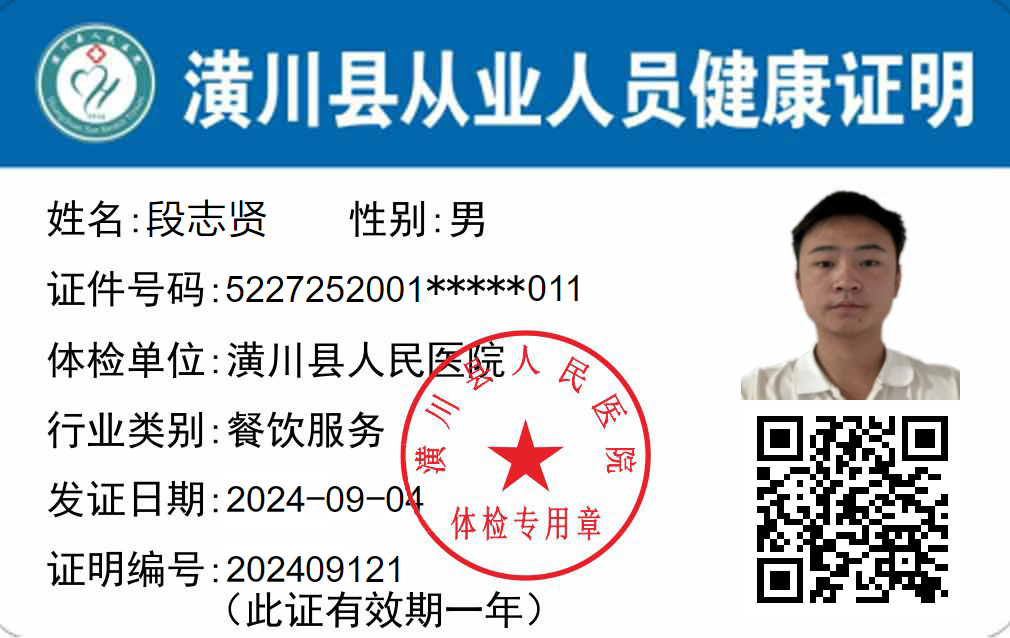 潢川县从业人员健康证明
姓名:段志贤 性别:男
证件号码:5227252001*****011
体检单位:潢川县人民医院
行业类别:餐饮服务
发证日期:2024-09-04
证明编号:202409121
（此证有效期一年）
潢川县人民医院
体检专用章